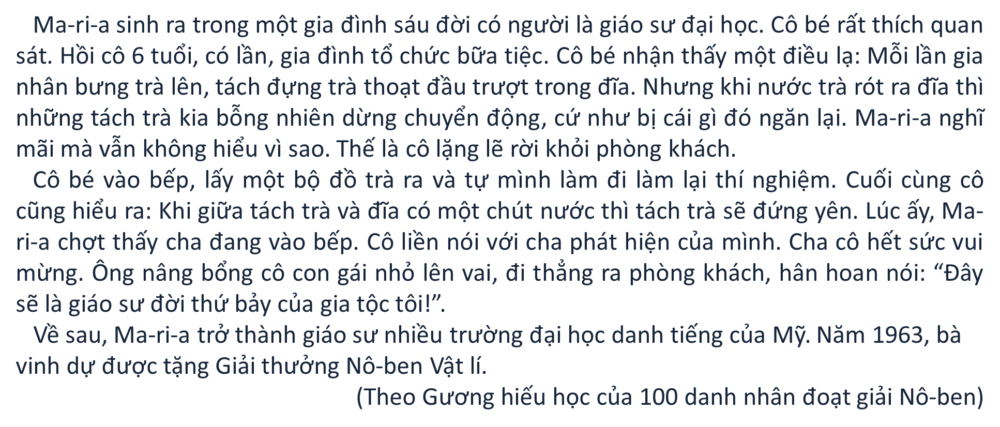 Ma-ri-a sinh ra trong một gia đình sáu đời có người là giáo sư đại học. Cô bé rất thích quan
sát. Hồi cô 6 tuổi, có lần, gia đình tổ chức bữa tiệc. Cô bé nhận thấy một điều lạ: Mỗi lần gia
nhân bưng trà lên, tách đựng trà thoạt đầu trượt trong đĩa. Nhưng khi nước trà rót ra đĩa thì
những tách trà kia bỗng nhiên dừng chuyển động, cứ như bị cái gì đó ngăn lại. Ma-ri-a nghĩ
mãi mà vẫn không hiểu vì sao. Thế là cô lặng lẽ rời khỏi phòng khách.
Cô bé vào bếp, lấy một bộ đồ trà ra và tự mình làm đi làm lại thí nghiệm. Cuối cùng cô
cũng hiểu ra: Khi giữa tách trà và đĩa có một chút nước thì tách trà sẽ đứng yên. Lúc ấy, Ma-
ri-a chợt thấy cha đang vào bếp. Cô liền nói với cha phát hiện của mình. Cha cô hết sức vui
mừng. Ông nâng bổng cô con gái nhỏ lên vai, đi thẳng ra phòng khách, hân hoan nói: “Đây
sẽ là giáo sư đời thứ bảy của gia tộc tôi!”.
Về sau, Ma-ri-a trở thành giáo sư nhiều trường đại học danh tiếng của Mỹ. Năm 1963, bà
vinh dự được tặng Giải thưởng Nô-ben Vật lí.
(Theo Gương hiếu học của 100 danh nhân đoạt giải Nô-ben)